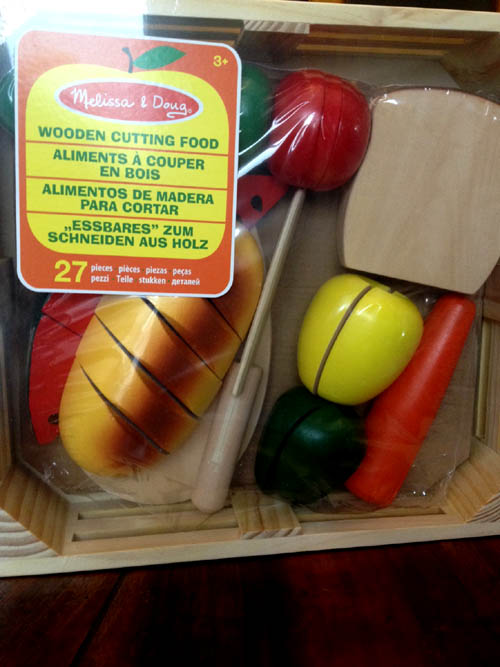 3+
Melissa & Doug
WOODEN CUTTING FOOD
ALIMENTS À COUPER
EN BOIS
ALIMENTOS DE MADERA
PARA CORTAR
„ESSBARES” ZUM
SCHNEIDEN AUS HOLZ
27 pieces pièces piezas peças
pezzi Teile stukken деталей